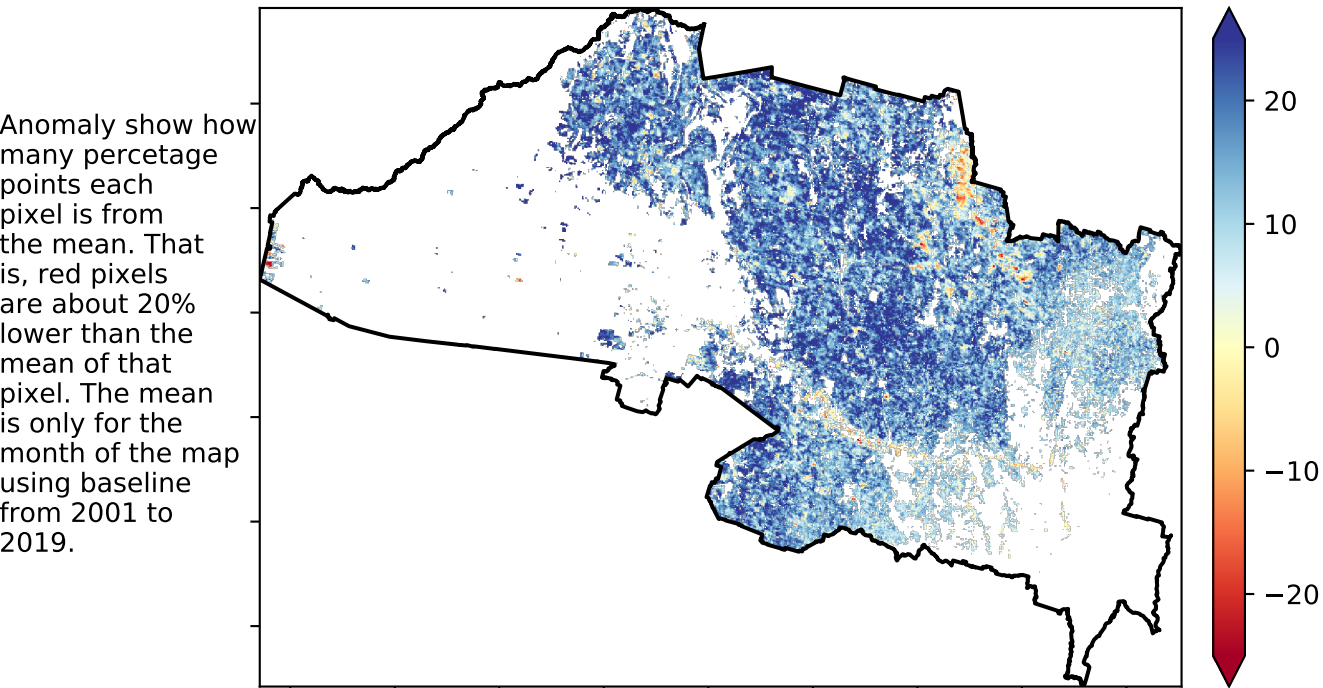 Anomaly show how
many percetage
points each
pixel is from
the mean. That
is, red pixels
are about 20%
lower than the
mean of that
pixel. The mean
is only for the
month of the map
using baseline
from 2001 to
2019.
20
10
0
−10
−20